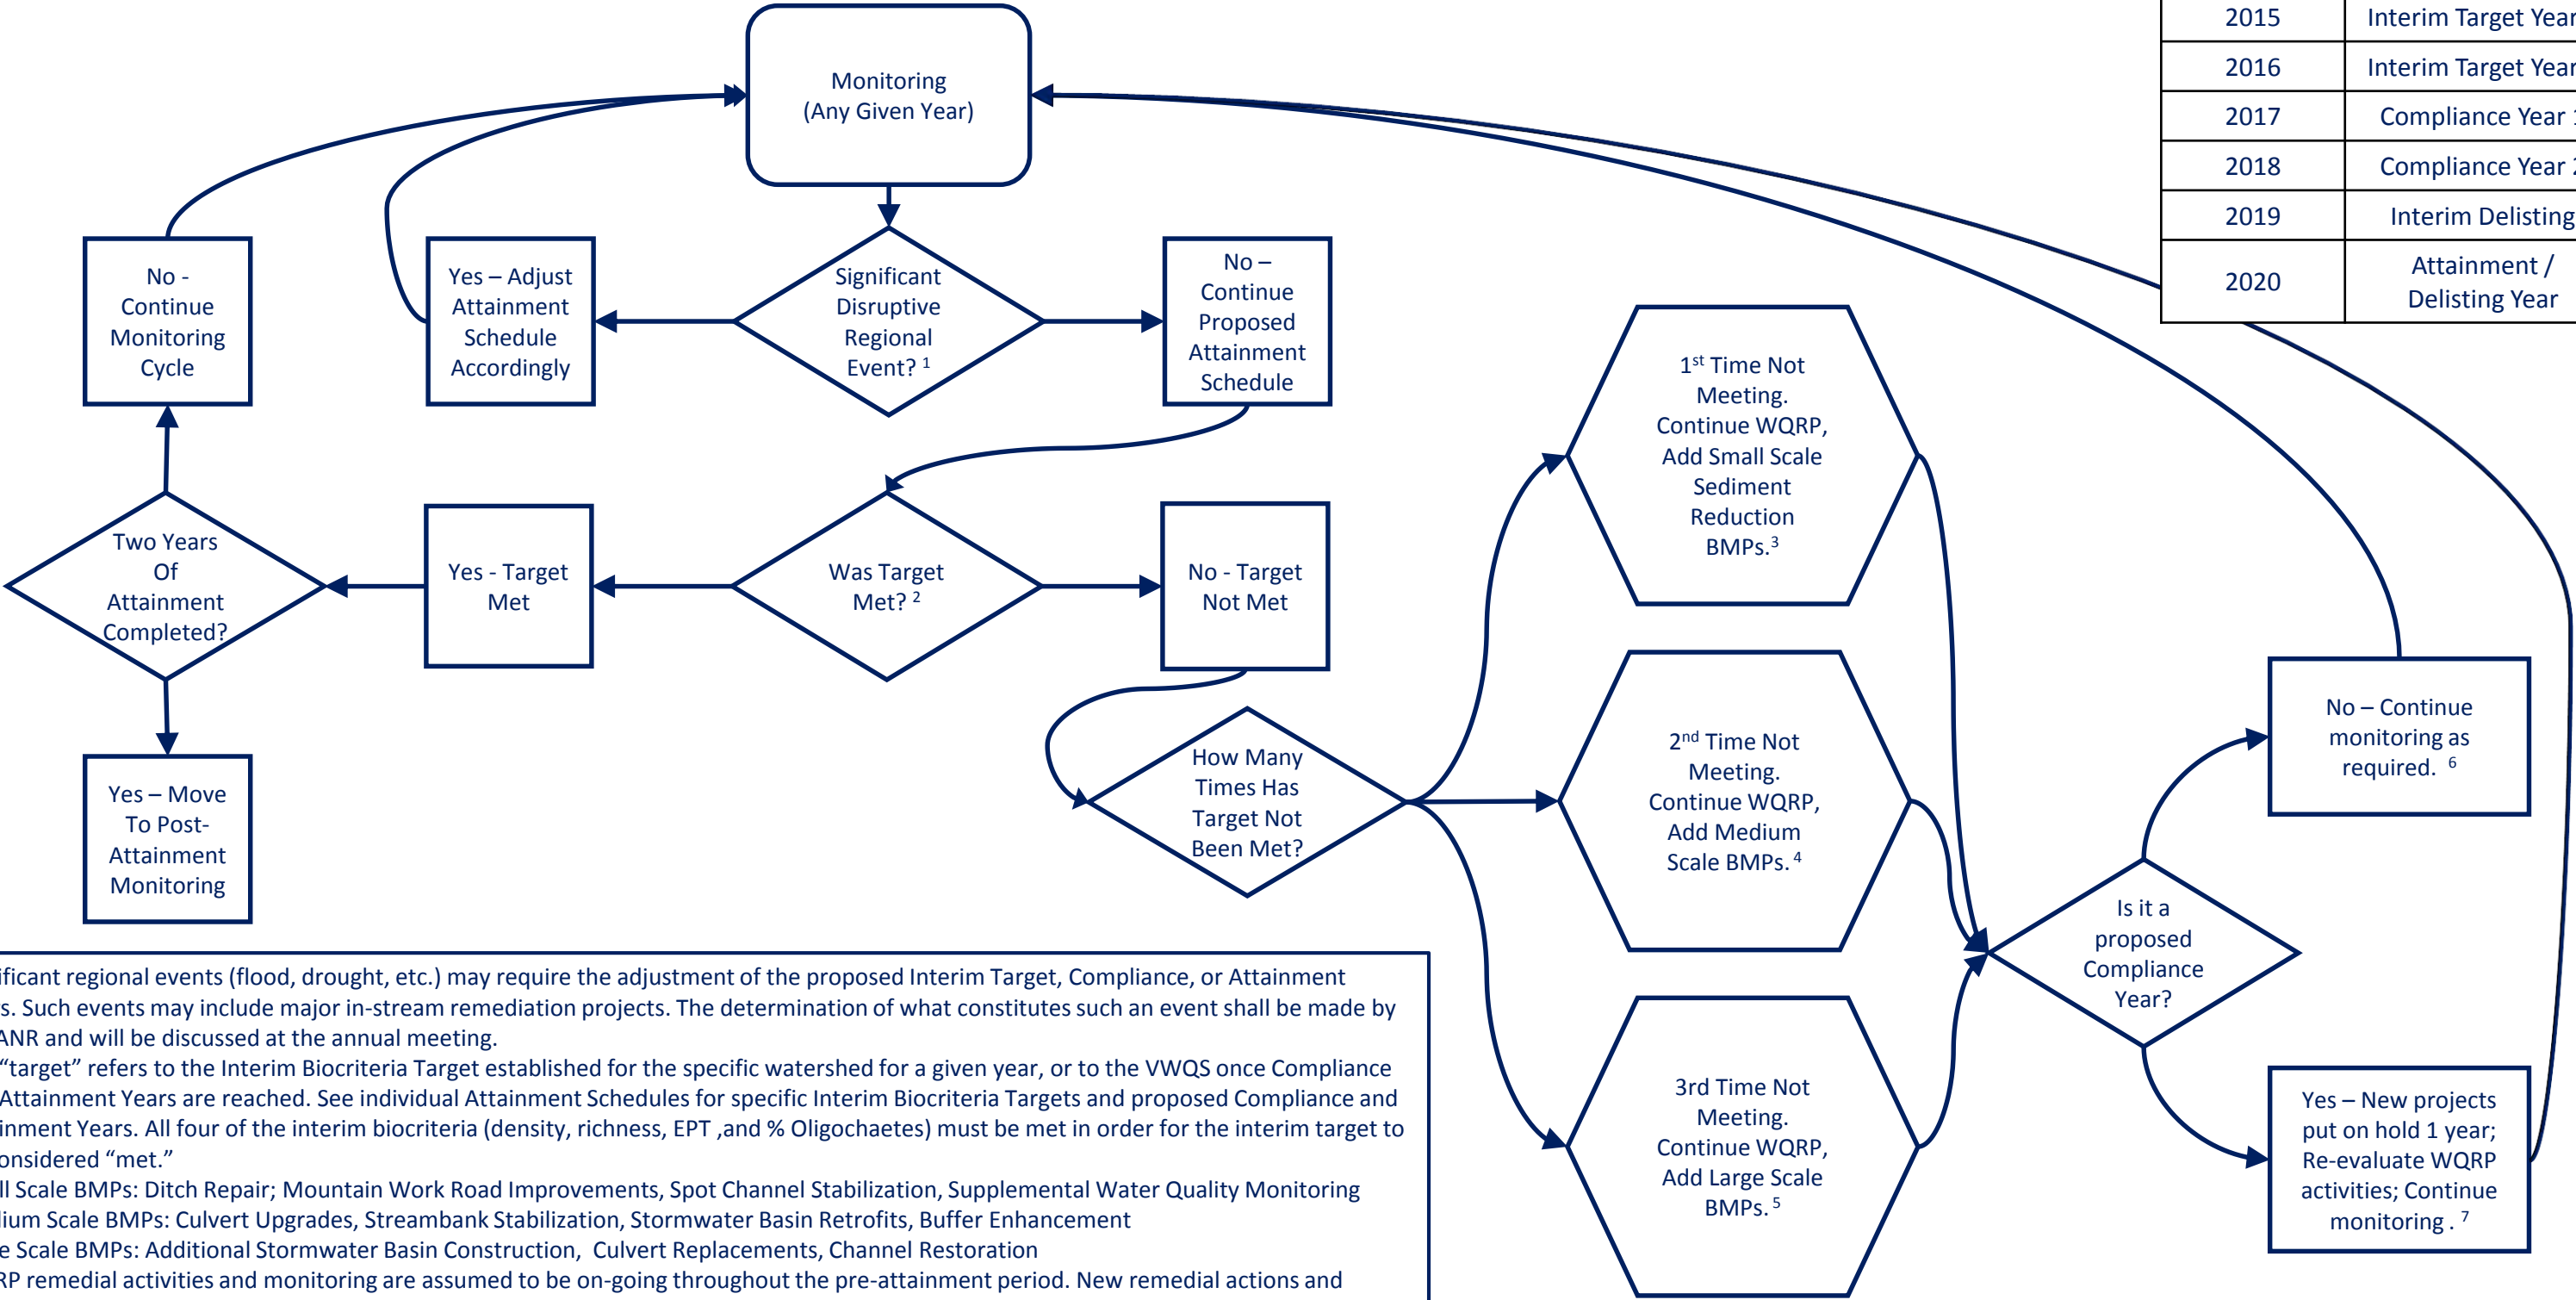 2015 Interim Target Year
2016 Interim Target Year
2017 Compliance Year
2018 Compliance Year
2019 Interim Delisting
2020 Attainment /
Delisting Year
Monitoring
(Any Given Year)
No -
Continue
Monitoring
Cycle
Yes – Adjust
Attainment
Schedule
Accordingly
Significant
Disruptive
Regional
Event? 1
No –
Continue
Proposed
Attainment
Schedule
Two Years
Of
Attainment
Completed?
Yes - Target
Met
Was Target
Met? 2
No - Target
Not Met
Yes – Move
To Post-
Attainment
Monitoring
How Many
Times Has
Target Not
Been Met?
1st Time Not
Meeting.
Continue WQRP,
Add Small Scale
Sediment
Reduction
BMPs.3
2nd Time Not
Meeting.
Continue WQRP,
Add Medium
Scale BMPs. 4
3rd Time Not
Meeting.
Continue WQRP,
Add Large Scale
BMPs. 5
Is it a
proposed
Compliance
Year?
No – Continue
monitoring as
required. 6
Yes – New projects
put on hold 1 year;
Re-evaluate WQRP
activities; Continue
monitoring . 7
regional events (flood, drought, etc.) may require the adjustment of the proposed Interim Target, Compliance, or Attainment
Such events may include major in-stream remediation projects. The determination of what constitutes such an event shall be made by
ANR and will be discussed at the annual meeting.
“target” refers to the Interim Biocriteria Target established for the specific watershed for a given year, or to the VWQS once Compliance
Attainment Years are reached. See individual Attainment Schedules for specific Interim Biocriteria Targets and proposed Compliance and
Years. All four of the interim biocriteria (density, richness, EPT ,and % Oligochaetes) must be met in order for the interim target to
“met.”
Scale BMPs: Ditch Repair; Mountain Work Road Improvements, Spot Channel Stabilization, Supplemental Water Quality Monitoring
Scale BMPs: Culvert Upgrades, Streambank Stabilization, Stormwater Basin Retrofits, Buffer Enhancement
Scale BMPs: Additional Stormwater Basin Construction, Culvert Replacements, Channel Restoration
remedial activities and monitoring are assumed to be on-going throughout the pre-attainment period. New remedial actions and